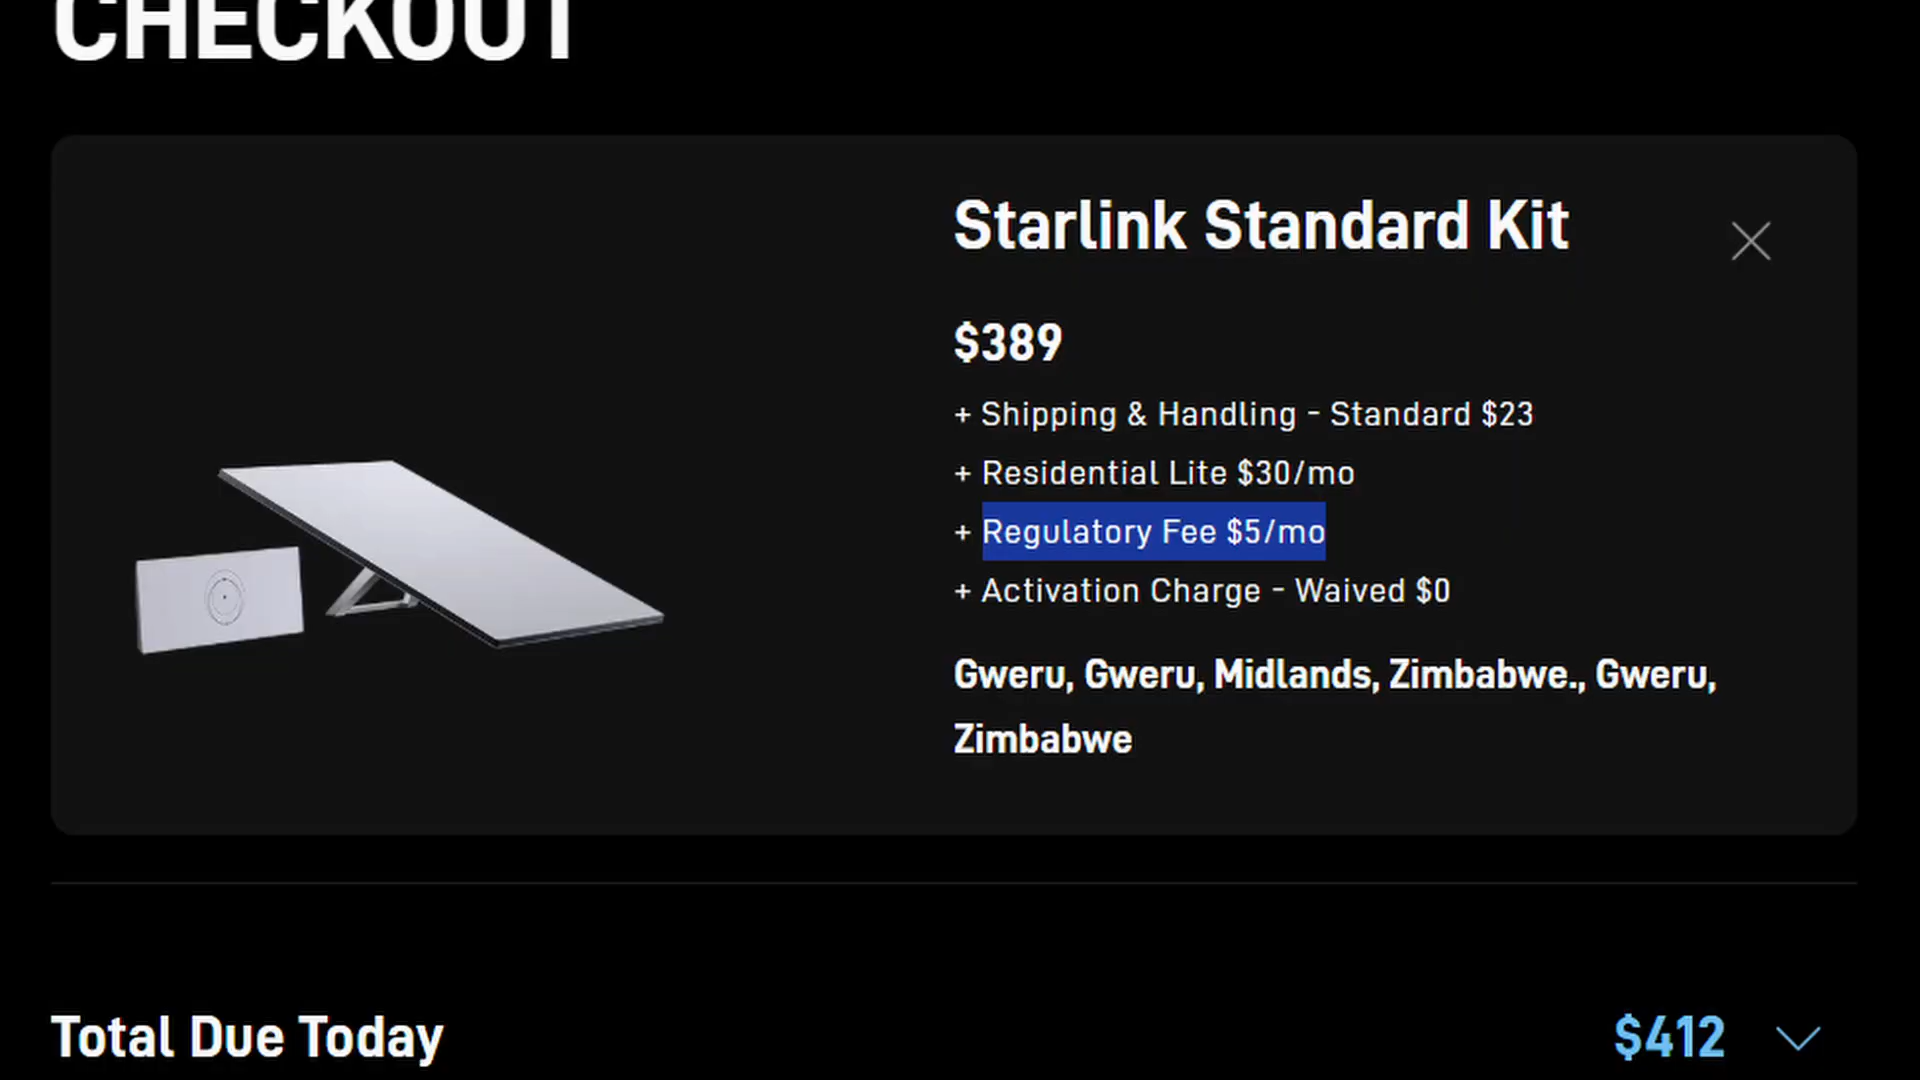 CHECKOUT
Starlink Standard Kit
$389
+ Shipping & Handling - Standard $23
+ Residential Lite $30/mo
+ Regulatory Fee $5/mo
+ Activation Charge - Waived $0
Gweru, Gweru, Midlands, Zimbabwe., Gweru,
Zimbabwe
Total Due Today $412